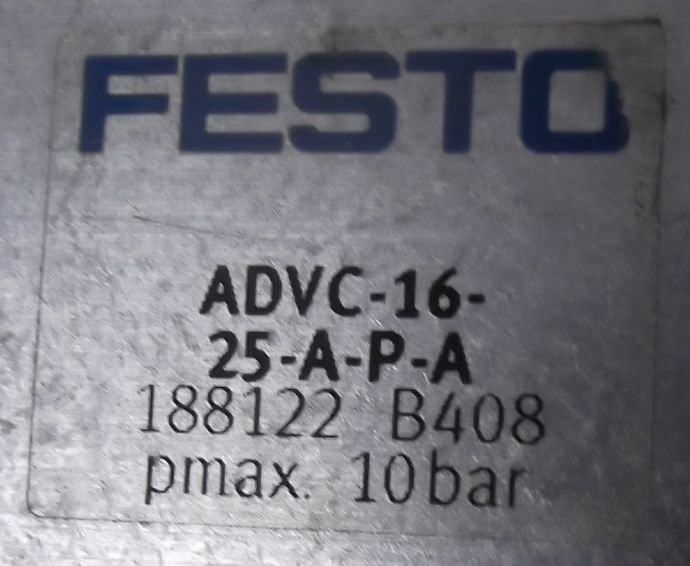 FESTO
ADVC-16-
25-A-P-A
188122 B408
pmax. 10bar